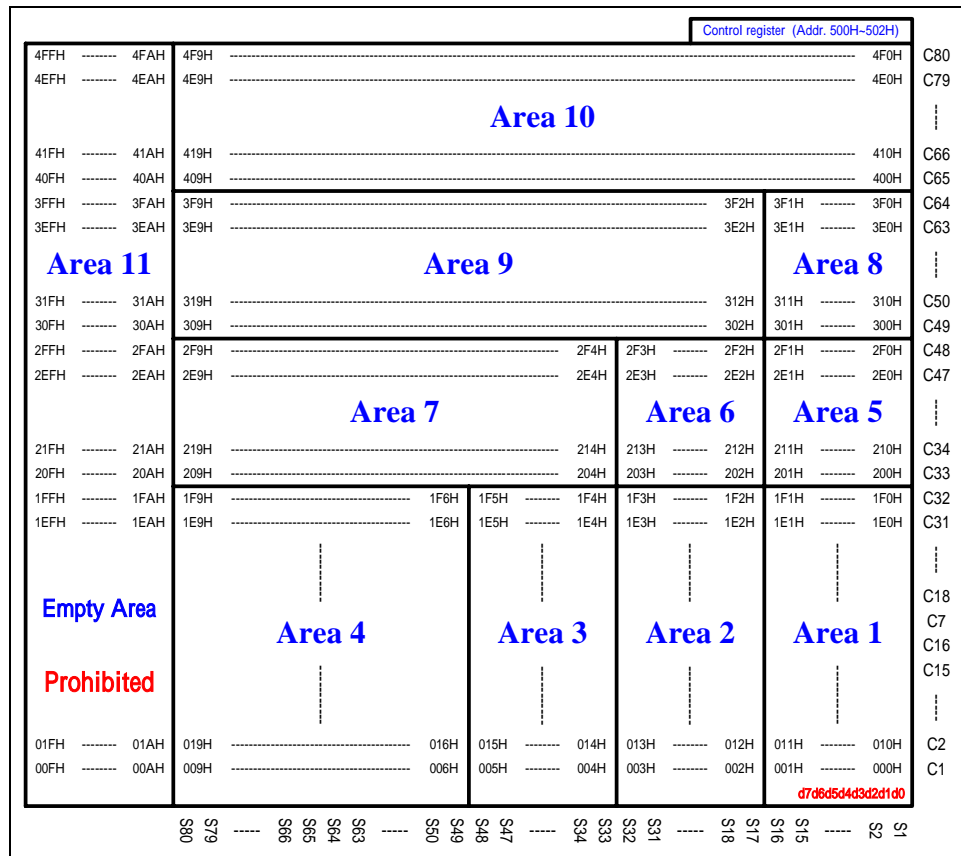 Control register (Addr. 500H~502H)
4FFH -------- 4FAH 4F9H -------- 4F0H C80
4EFH -------- 4EAH 4E9H -------- 4E0H C79
Area 10
41FH -------- 41AH 419H -------- 410H C66
40FH -------- 40AH 409H -------- 400H C65
3FFH -------- 3FAH 3F9H -------- 3F2H 3F1H -------- 3F0H C64
3EFH -------- 3EAH 3E9H -------- 3E2H 3E1H -------- 3E0H C63
Area 11 Area 9 Area 8
31FH -------- 31AH 319H -------- 312H 311H -------- 310H C50
30FH -------- 30AH 309H -------- 302H 301H -------- 300H C49
2FFH -------- 2FAH 2F9H -------- 2F4H 2F3H -------- 2F2H 2F1H -------- 2F0H C48
2EFH -------- 2EAH 2E9H -------- 2E4H 2E3H -------- 2E2H 2E1H -------- 2E0H C47
Area 7 Area 6 Area 5
21FH -------- 21AH 219H -------- 214H 213H -------- 212H 211H -------- 210H C34
20FH -------- 20AH 209H -------- 204H 203H -------- 202H 201H -------- 200H C33
1FFH -------- 1FAH 1F9H -------- 1F6H 1F5H -------- 1F4H 1F3H -------- 1F2H 1F1H -------- 1F0H C32
1EFH -------- 1EAH 1E9H -------- 1E6H 1E5H -------- 1E4H 1E3H -------- 1E2H 1E1H -------- 1E0H C31
C18
Empty Area
C7
Area 4 Area 3 Area 2 Area 1
C16
C15
Prohibited
01FH -------- 01AH 019H -------- 016H 015H -------- 014H 013H -------- 012H 011H -------- 010H C2
00FH -------- 00AH 009H -------- 006H 005H -------- 004H 003H -------- 002H 001H -------- 000H C1
d7d6d5d4d3d2d1d0
S80 S79 ----- S66 S65 S64 S63 ----- S50 S49 S48 S47 ----- S34 S33 S32 S31 ----- S18 S17 S16 S15 ----- S2 S1